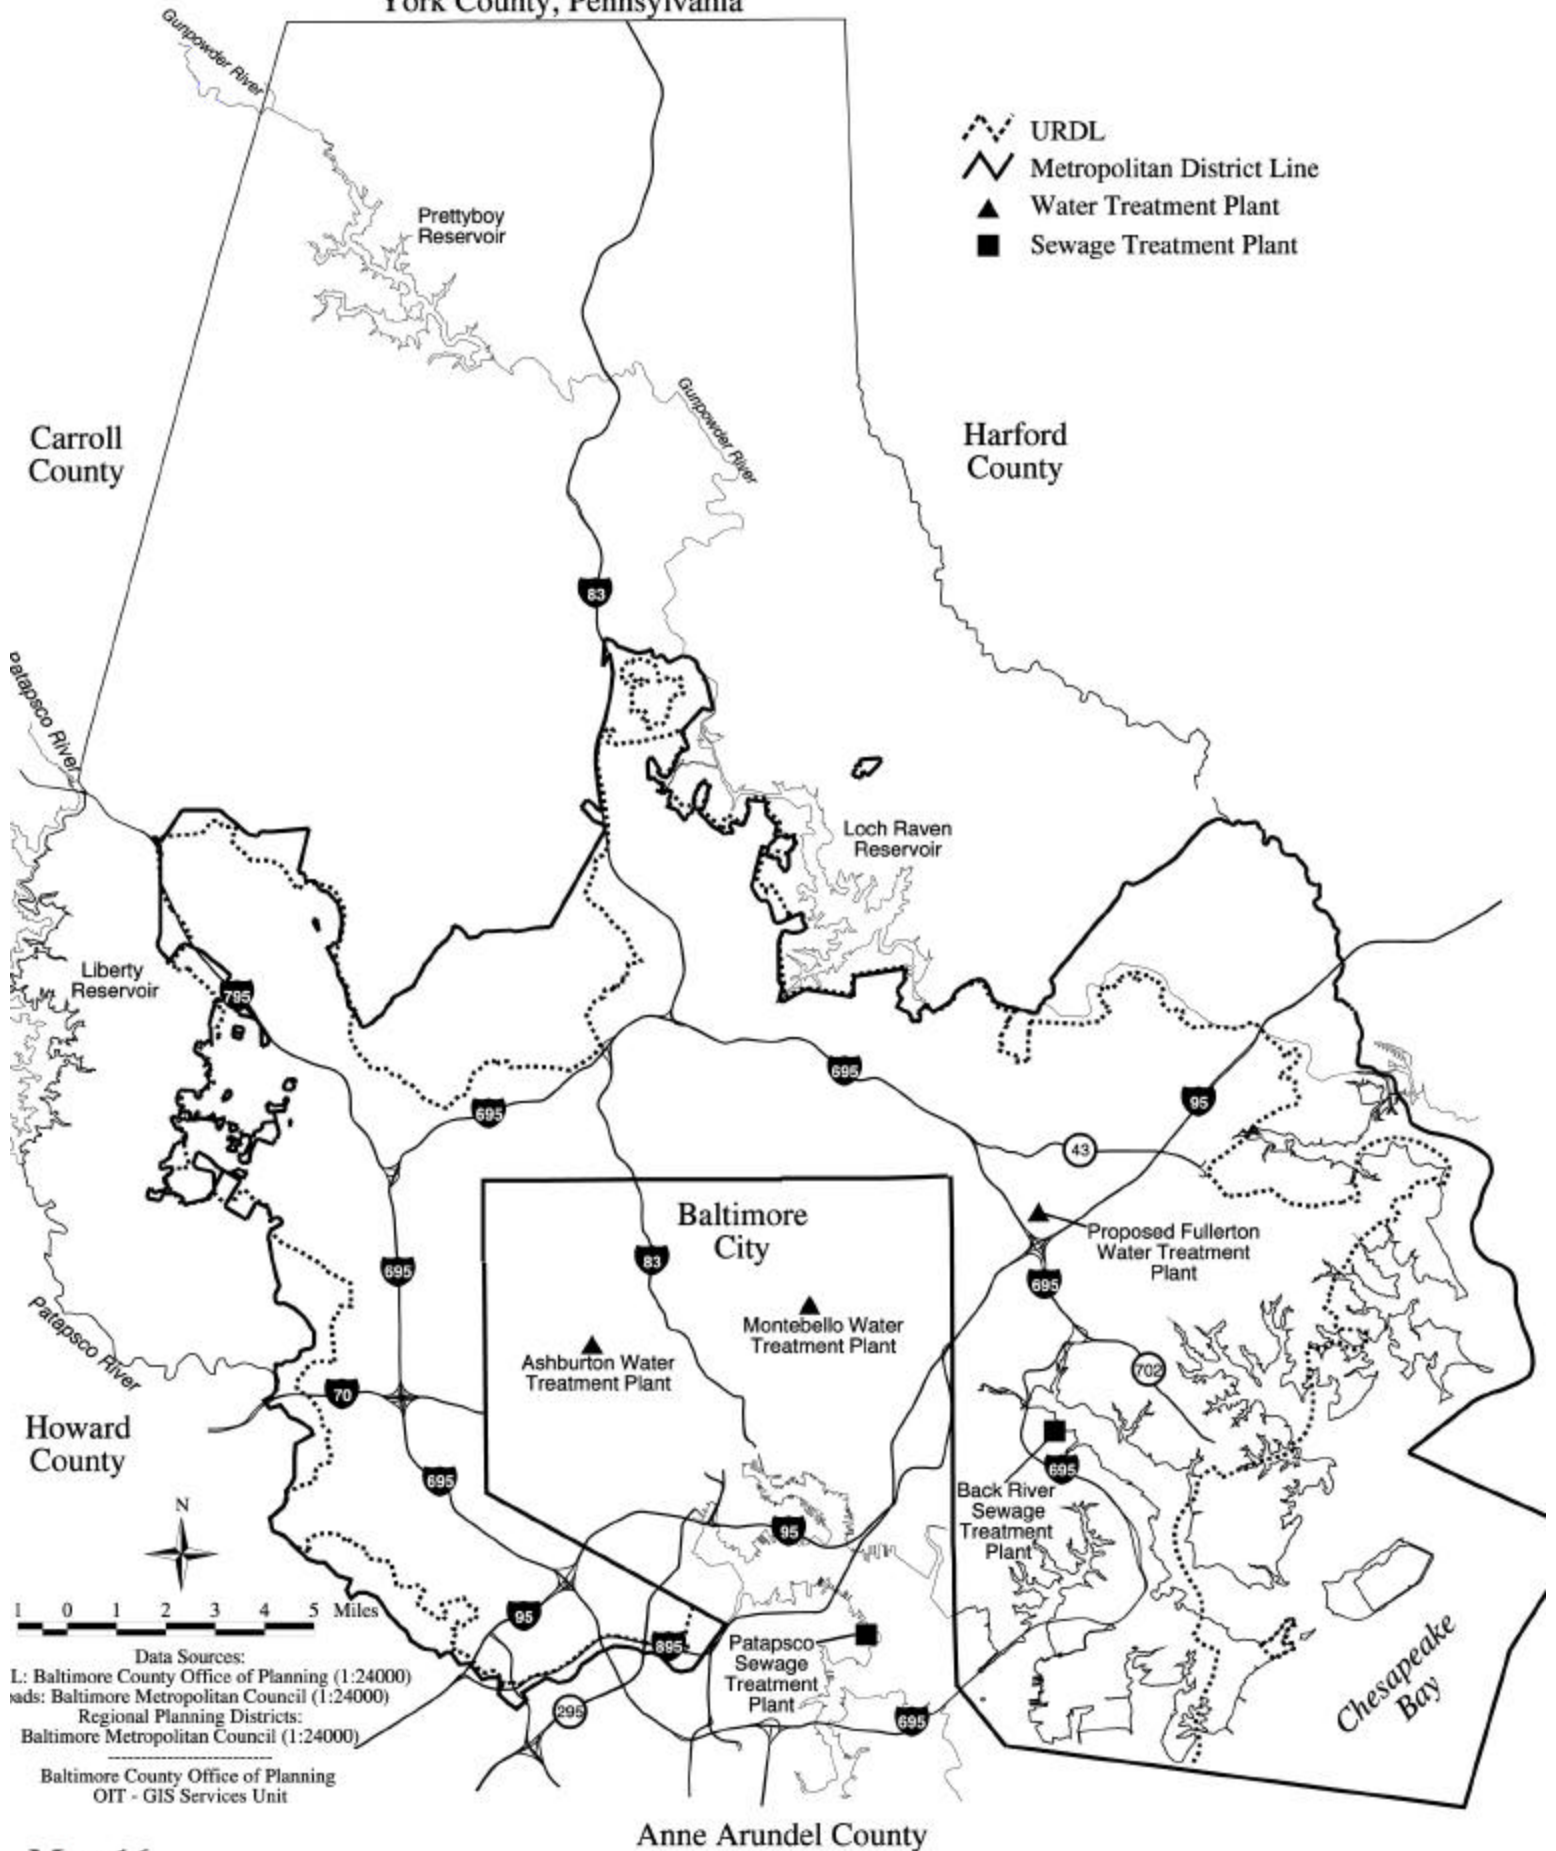 York County, Pennsylvania
Gunpowder River
URDL
Metropolitan District Line
Water Treatment Plant
Sewage Treatment Plant
Prettyboy
Reservoir
Gunpowder River
Carroll
County
Harford
County
83
Patapsco River
Loch Raven
Reservoir
Liberty
Reservoir
795
695
695
95
43
Baltimore
City
83
Proposed Fullerton
Water Treatment
Plant
695
695
Montebello Water
Treatment Plant
Ashburton Water
Treatment Plant
Patapsco River
702
70
Howard
County
695
695
Back River
Sewage
Treatment
Plant
N
95
1 0 1 2 3 4 5 Miles
95
895
Patapsco
Sewage
Treatment
Plant
295
695
Chesapeake
Bay
Data Sources:
L: Baltimore County Office of Planning (1:24000)
oads: Baltimore Metropolitan Council (1:24000)
Regional Planning Districts:
Baltimore Metropolitan Council (1:24000)
---------------------------
Baltimore County Office of Planning
OIT - GIS Services Unit
Anne Arundel County